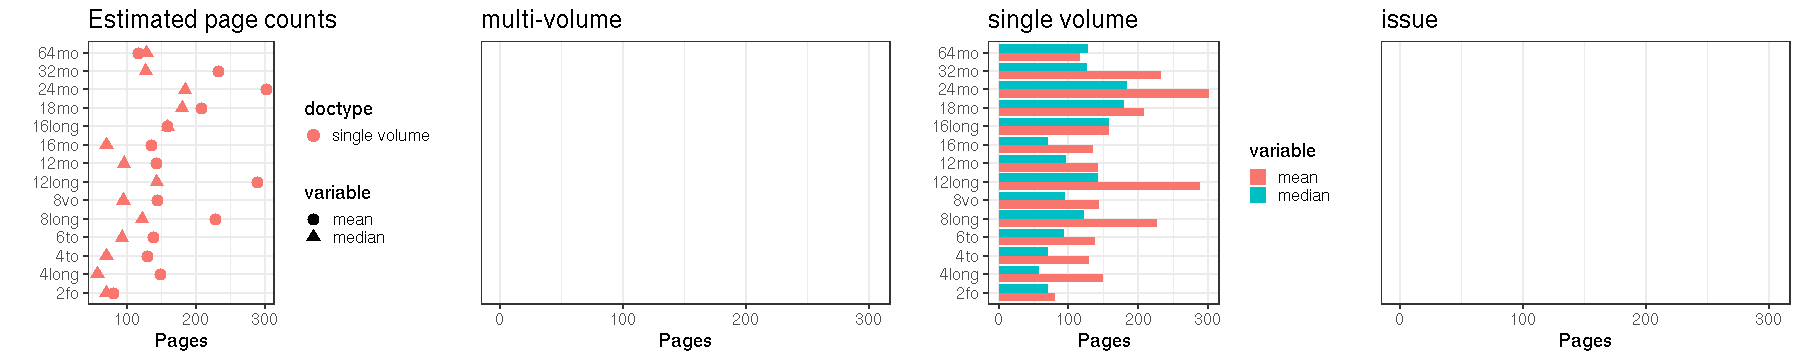 Estimated page counts
64mo
32mo
24mo
18mo
16long
16mo
12mo
12long
8vo
8long
6to
4to
4long
2fo
100 200 300
Pages
doctype
single volume
variable
mean
median
multi-volume
0 100 200 300
Pages
single volume
64mo
32mo
24mo
18mo
16long
16mo
12mo
12long
8vo
8long
6to
4to
4long
2fo
0 100 200 300
Pages
variable
mean
median
issue
0 100 200 300
Pages